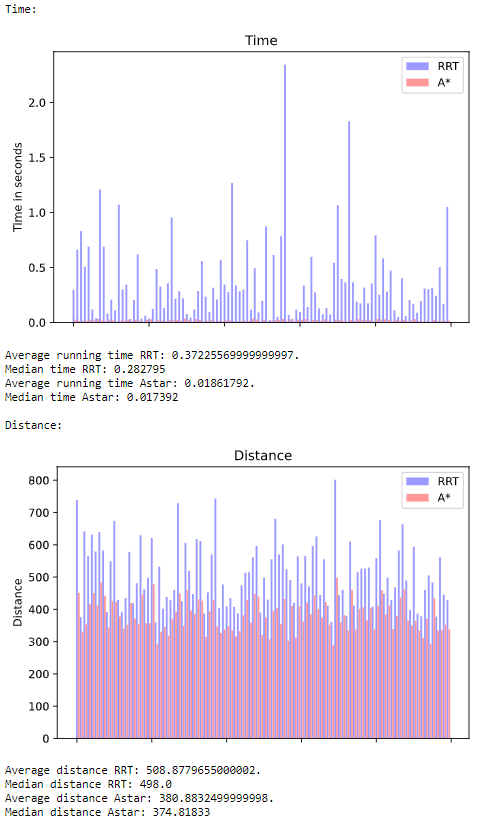 Time:
Time
RRT
A*
2.0
1.5
1.0
0.5
0.0
Time in seconds
Average running time RRT: 0.37225569999999997.
Median time RRT: 0.282795
Average running time Astar: 0.01861792.
Median time Astar: 0.017392
Distance:
Distance
RRT
A*
800
700
600
500
400
300
200
100
0
Distance
Average distance RRT: 508.8779655000002.
Median distance RRT: 498.0
Average distance Astar: 380.8832499999998.
Median distance Astar: 374.81833